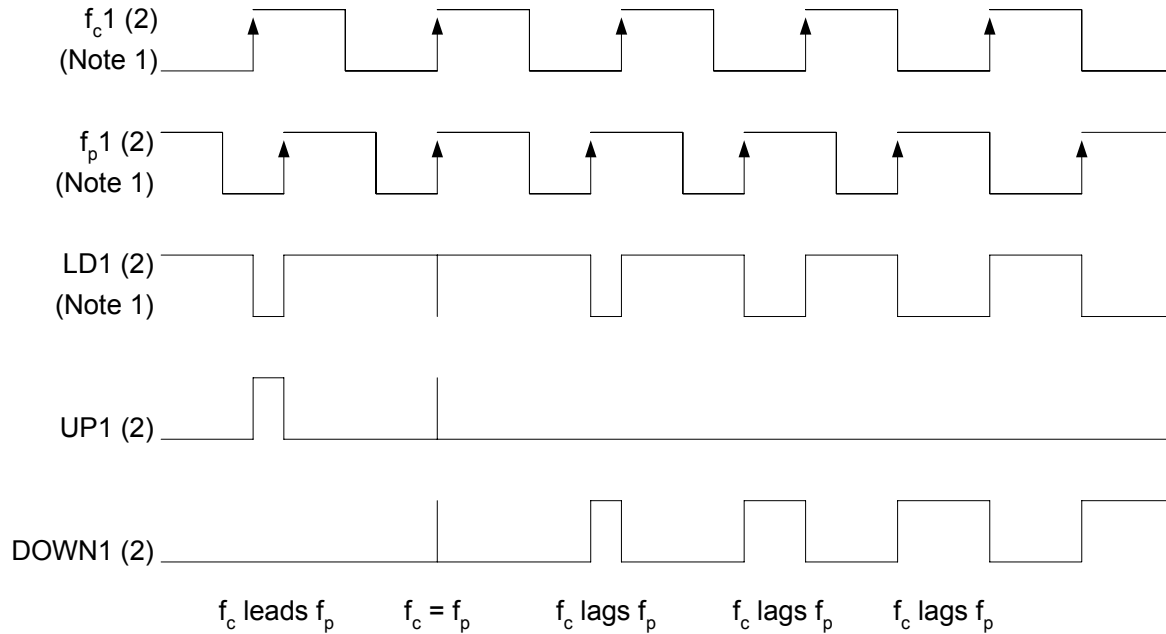 fc1 (2)
(Note 1)
fp1 (2)
(Note 1)
LD1 (2)
(Note 1)
UP1 (2)
DOWN1 (2)
fc leads fp fc = fp fc lags fp fc lags fp fc lags fp